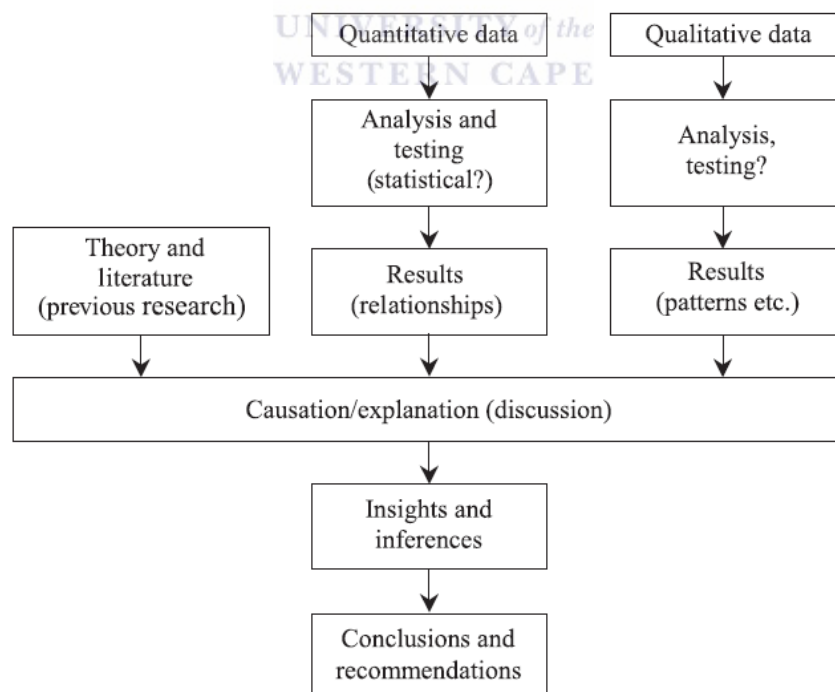 UNIVERSITY of the
WESTERN CAPE
Quantitative data
Qualitative data
Analysis and
testing
(statistical?)
Analysis,
testing?
Theory and
literature
(previous research)
Results
(relationships)
Results
(patterns etc.)
Causation/explanation (discussion)
Insights and
inferences
Conclusions and
recommendations